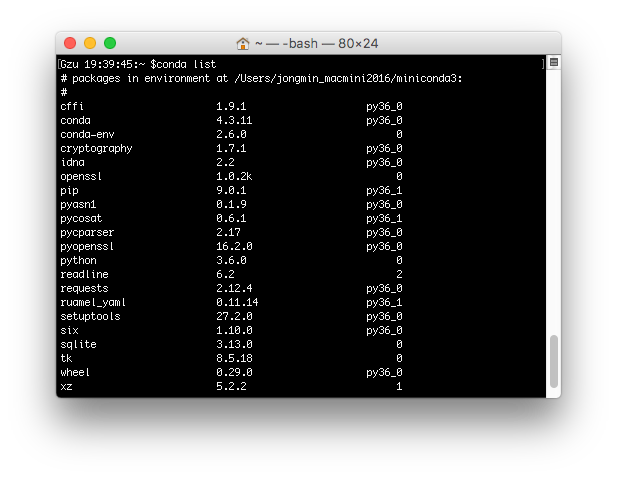 ~ — -bash — 80×24
[Gzu 19:39:45:~ $conda list ]
# packages in environment at /Users/jongmin_macmini2016/miniconda3:
#
cffi 1.9.1 py36_0
conda 4.3.11 py36_0
conda-env 2.6.0 0
cryptography 1.7.1 py36_0
idna 2.2 py36_0
openssl 1.0.2k 0
pip 9.0.1 py36_1
pyasn1 0.1.9 py36_0
pycosat 0.6.1 py36_1
pycparser 2.17 py36_0
pyopenssl 16.2.0 py36_0
python 3.6.0 0
readline 6.2 2
requests 2.12.4 py36_0
ruamel_yaml 0.11.14 py36_1
setuptools 27.2.0 py36_0
six 1.10.0 py36_0
sqlite 3.13.0 0
tk 8.5.18 0
wheel 0.29.0 py36_0
xz 5.2.2 1